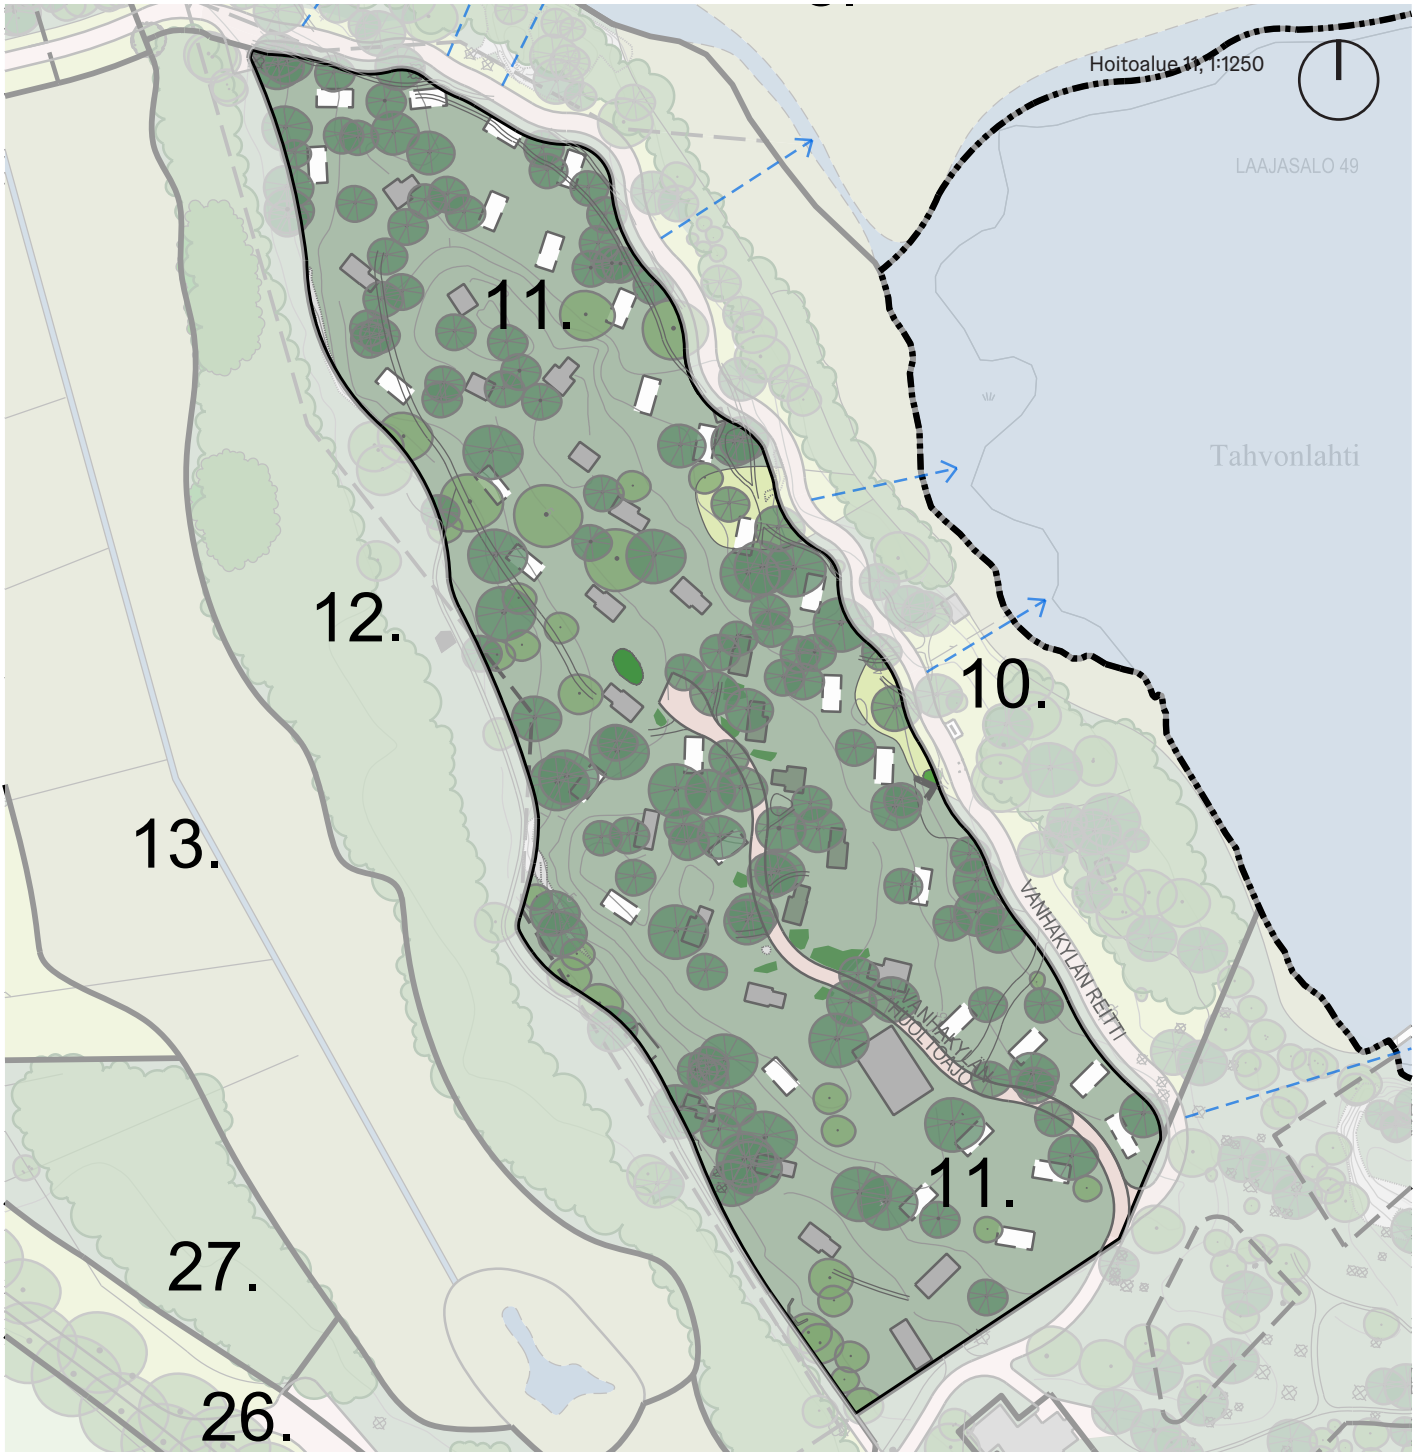 Hoitoalue 11, 1:1250
LAAJASALO 49
11.
Tahvonlahti
12.
10.
13.
VANHAKYLÄN REITTI
VANHAKYLÄN
HUOLTOAJO
11.
27.
26.